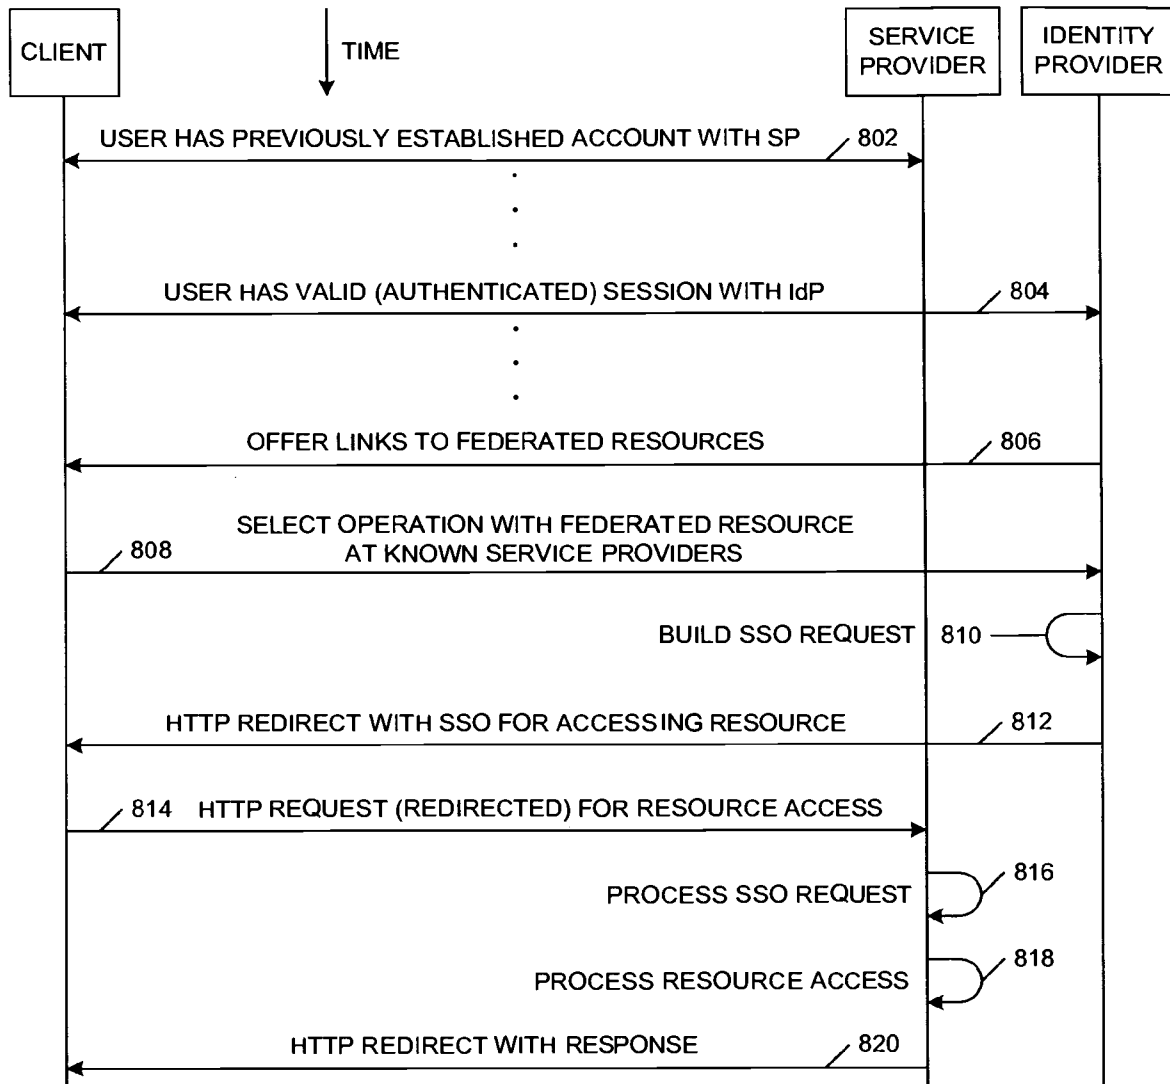 CLIENT
TIME
SERVICE
PROVIDER
IDENTITY
PROVIDER
USER HAS PREVIOUSLY ESTABLISHED ACCOUNT WITH SP
802
USER HAS VALID (AUTHENTICATED) SESSION WITH IdP
804
OFFER LINKS TO FEDERATED RESOURCES
806
808
SELECT OPERATION WITH FEDERATED RESOURCE
AT KNOWN SERVICE PROVIDERS
BUILD SSO REQUEST
810
HTTP REDIRECT WITH SSO FOR ACCESSING RESOURCE
812
814
HTTP REQUEST (REDIRECTED) FOR RESOURCE ACCESS
PROCESS SSO REQUEST
816
PROCESS RESOURCE ACCESS
818
HTTP REDIRECT WITH RESPONSE
820